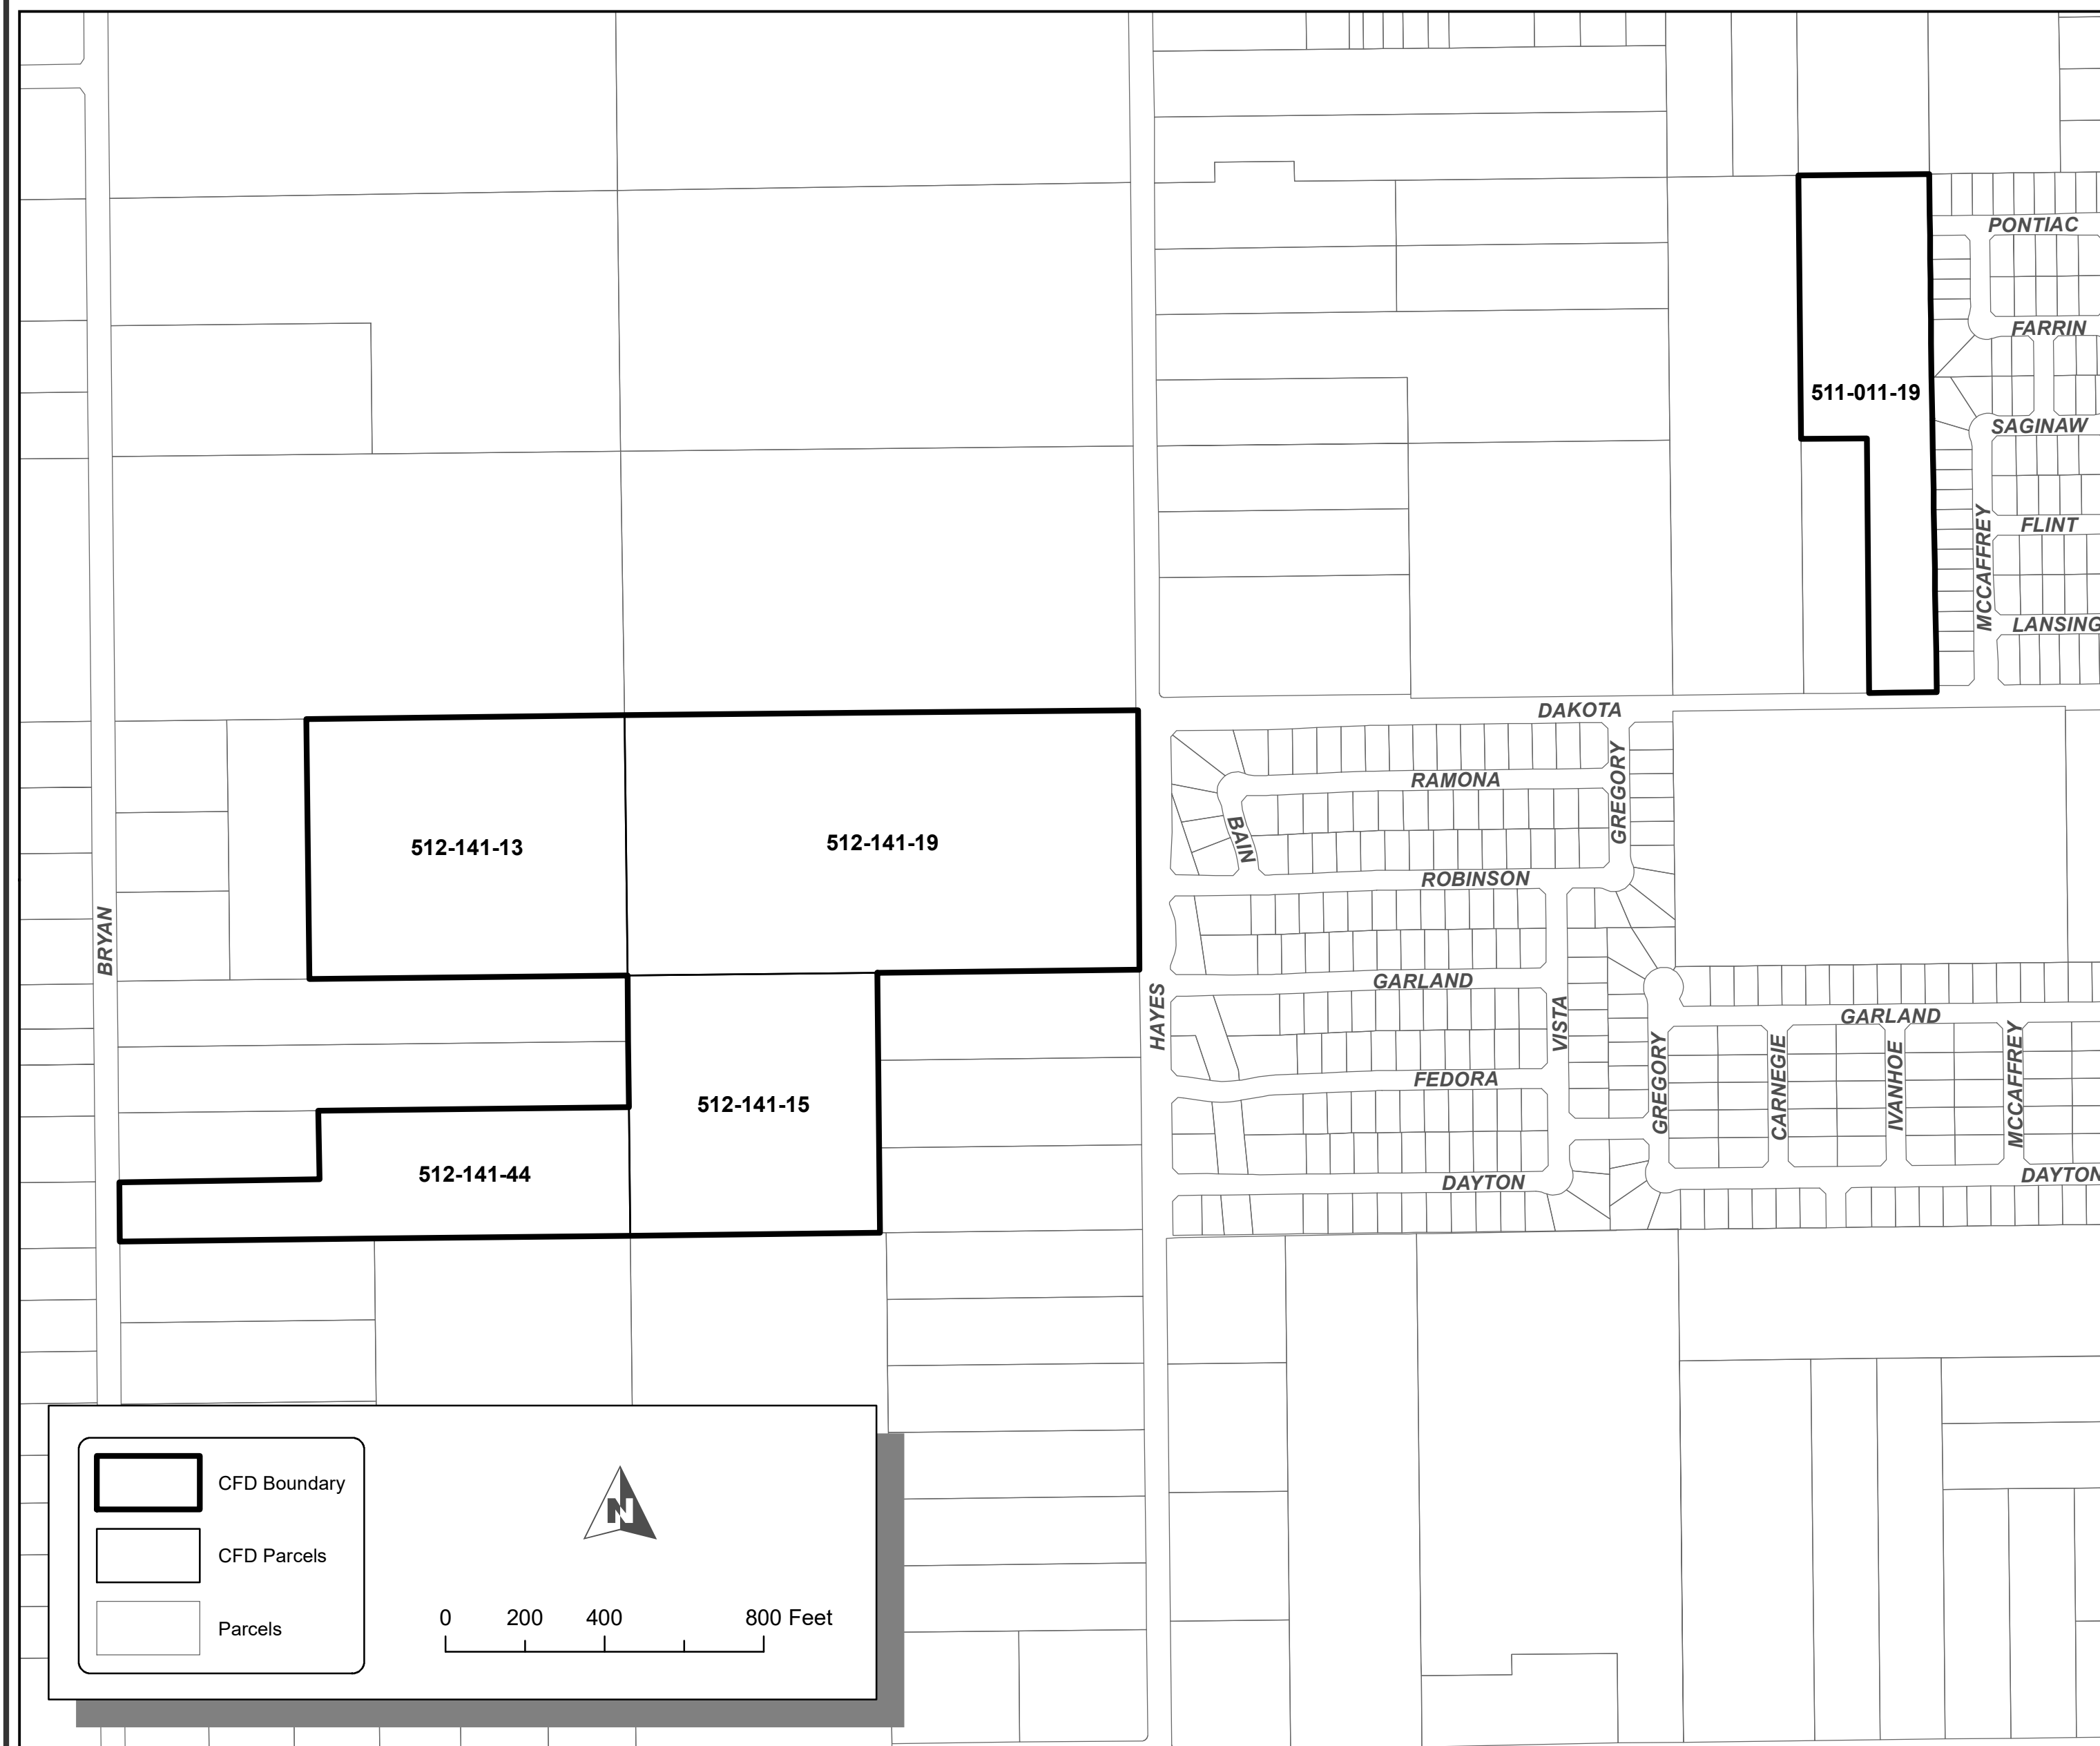 PONTIAC
FARRIN
511-011-19
SAGINAW
FLINT
MCCAFFREY
LANSING
DAKOTA
GREGORY
RAMONA
BAIN
512-141-13
512-141-19
ROBINSON
BRYAN
HAYES
GARLAND
VISTA
GARLAND
GREGORY
CARNEGIE
IVANHOE
MCCAFFREY
FEDORA
512-141-15
512-141-44
DAYTON
DAYTON
CFD Boundary
N
CFD Parcels
0 200 400 800 Feet
Parcels